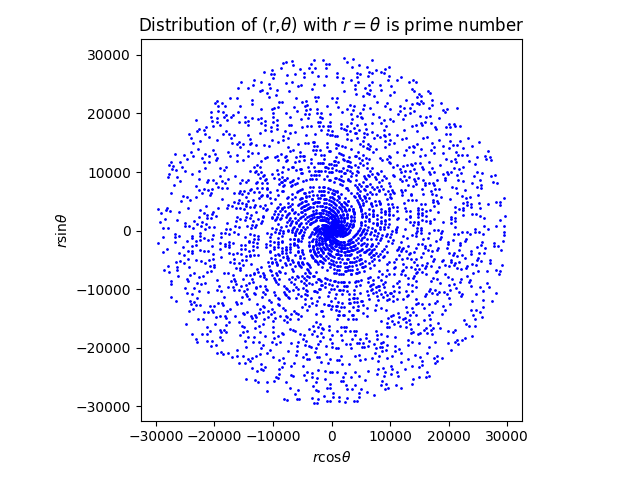 Distribution of (r,θ) with r = θ is prime number
30000
20000
10000
0
−10000
−20000
−30000
rsinθ
−30000 −20000 −10000 0 10000 20000 30000
rcosθ